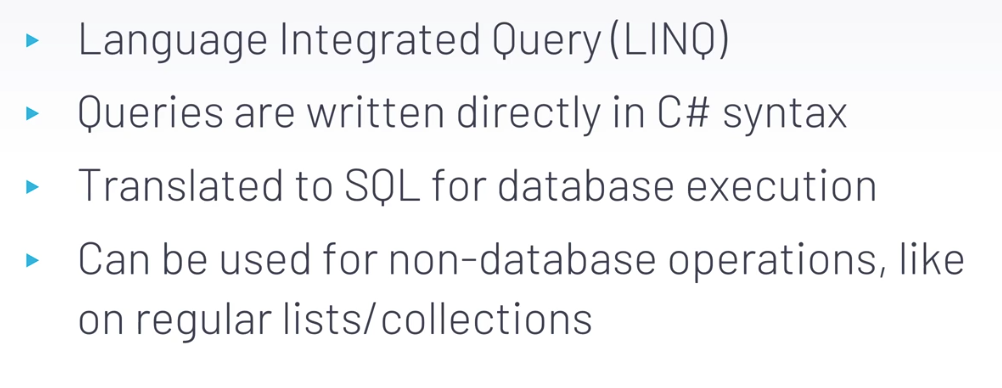 Language Integrated Query (LINQ)
Queries are written directly in C# syntax
Translated to SQL for database execution
Can be used for non-database operations, like
on regular lists/collections